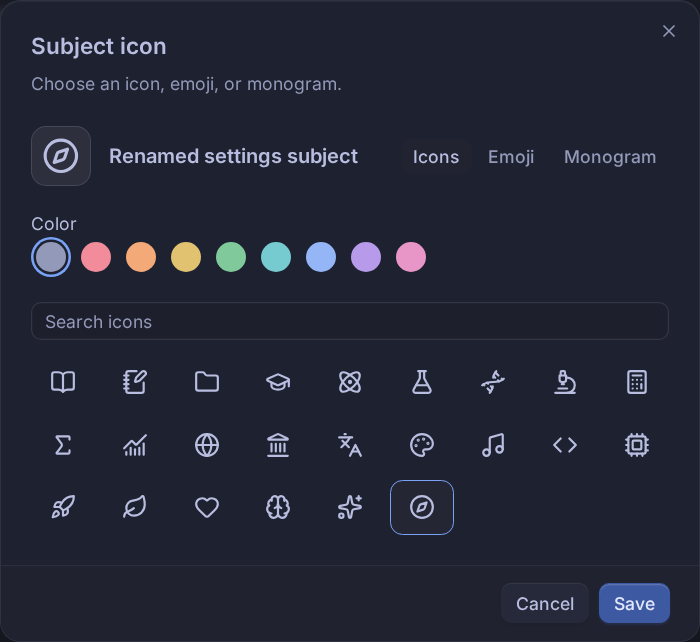 Subject icon
Choose an icon, emoji, or monogram.
Renamed settings subject
Icons Emoji Monogram
Color
Search icons
Cancel Save